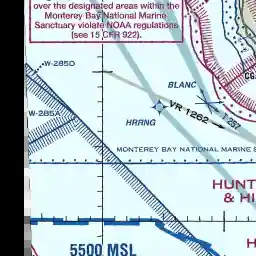 over the designated areas within the
Monterey Bay National Marine
Sanctuary violate NOAA regulations
(see 15 CFR 922).
W-285D
BLANC
W-285A
HRRNG
VR 1262
MONTEREY BAY NATIONAL MARINE
HUNT
& HI
5500 MSL
H